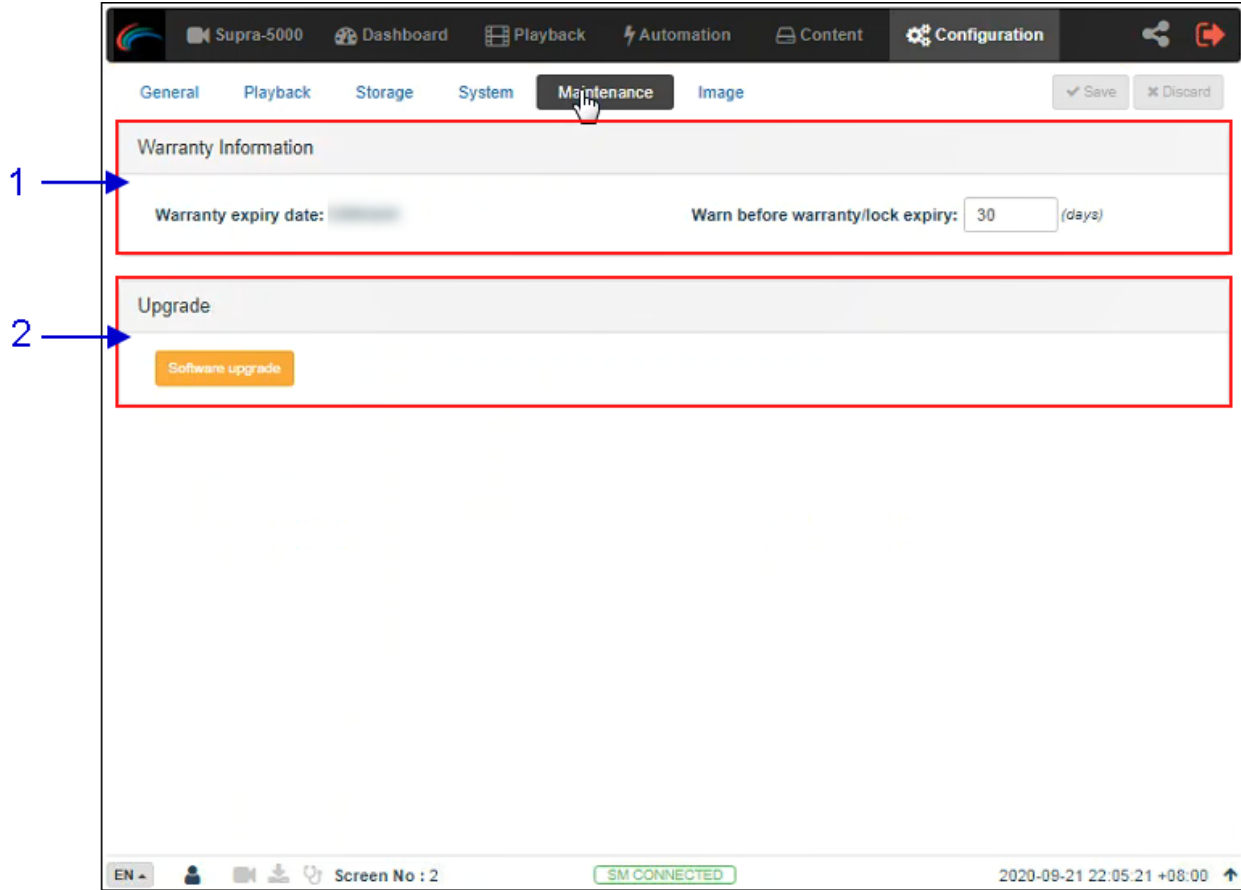 Supra-5000 Dashboard Playback Automation Content Configuration
General Playback Storage System Maintenance Image Save Discard
Warranty Information
1
Warranty expiry date: Warn before warranty/lock expiry: 30 (days)
Upgrade
2
Software upgrade
EN Screen No : 2 SM CONNECTED 2020-09-21 22:05:21 +08:00